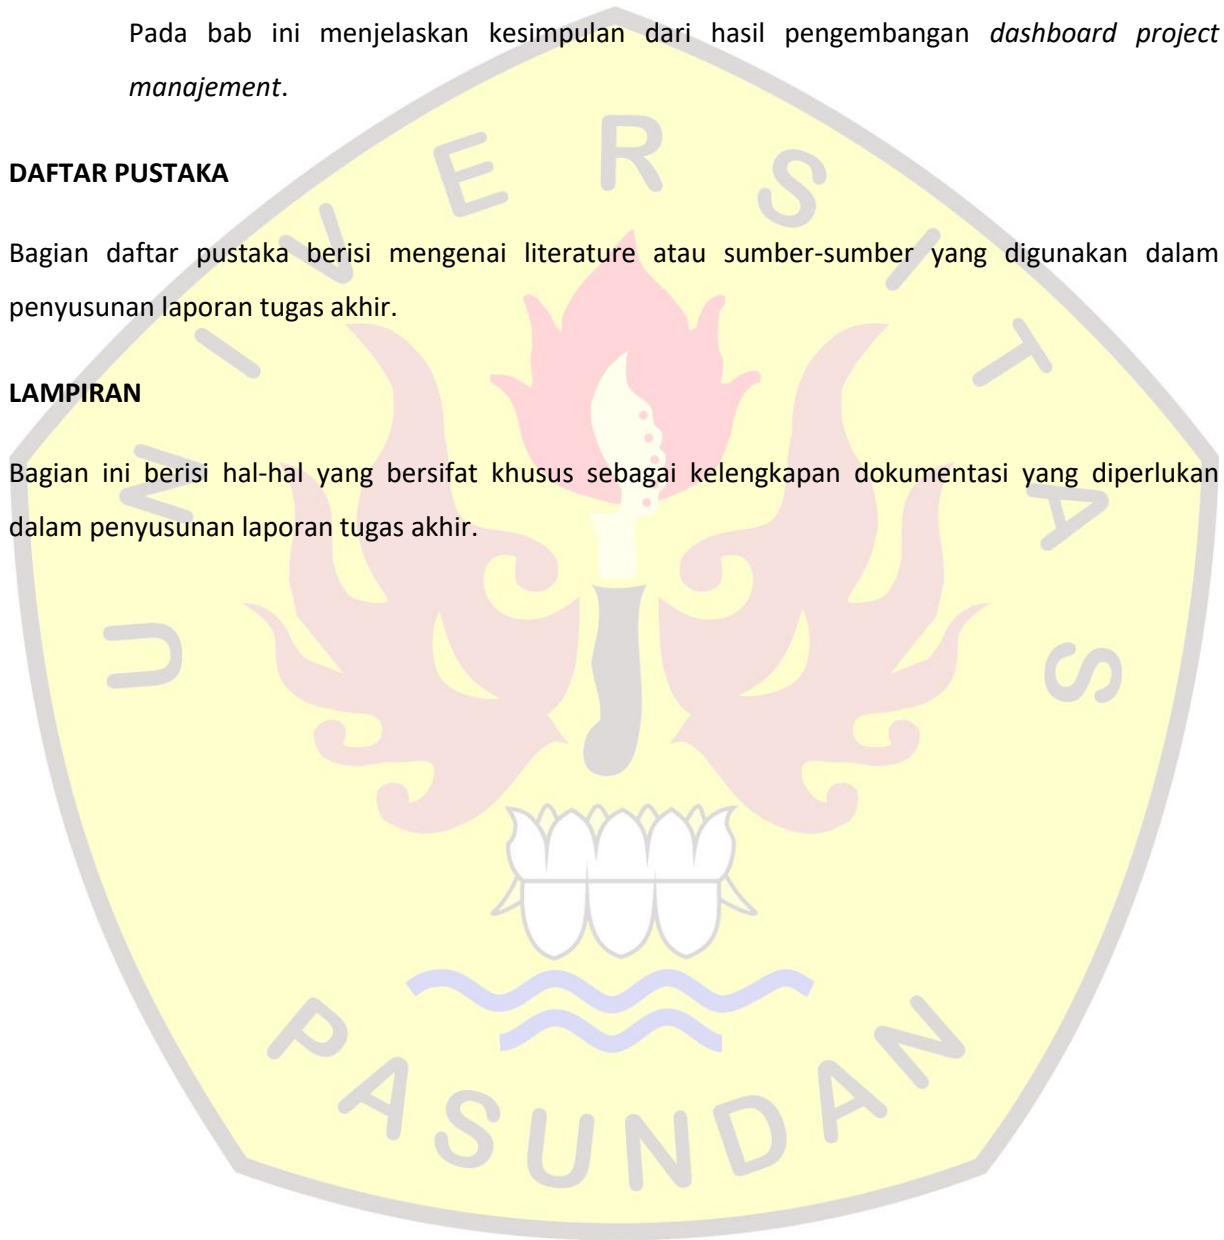 Pada bab ini menjelaskan kesimpulan dari hasil pengembangan dashboard project
manajement.
DAFTAR PUSTAKA
Bagian daftar pustaka berisi mengenai literature atau sumber-sumber yang digunakan dalam
penyusunan laporan tugas akhir.
LAMPIRAN
Bagian ini berisi hal-hal yang bersifat khusus sebagai kelengkapan dokumentasi yang diperlukan
dalam penyusunan laporan tugas akhir.
UNIVERSITAS
PASUNDAN